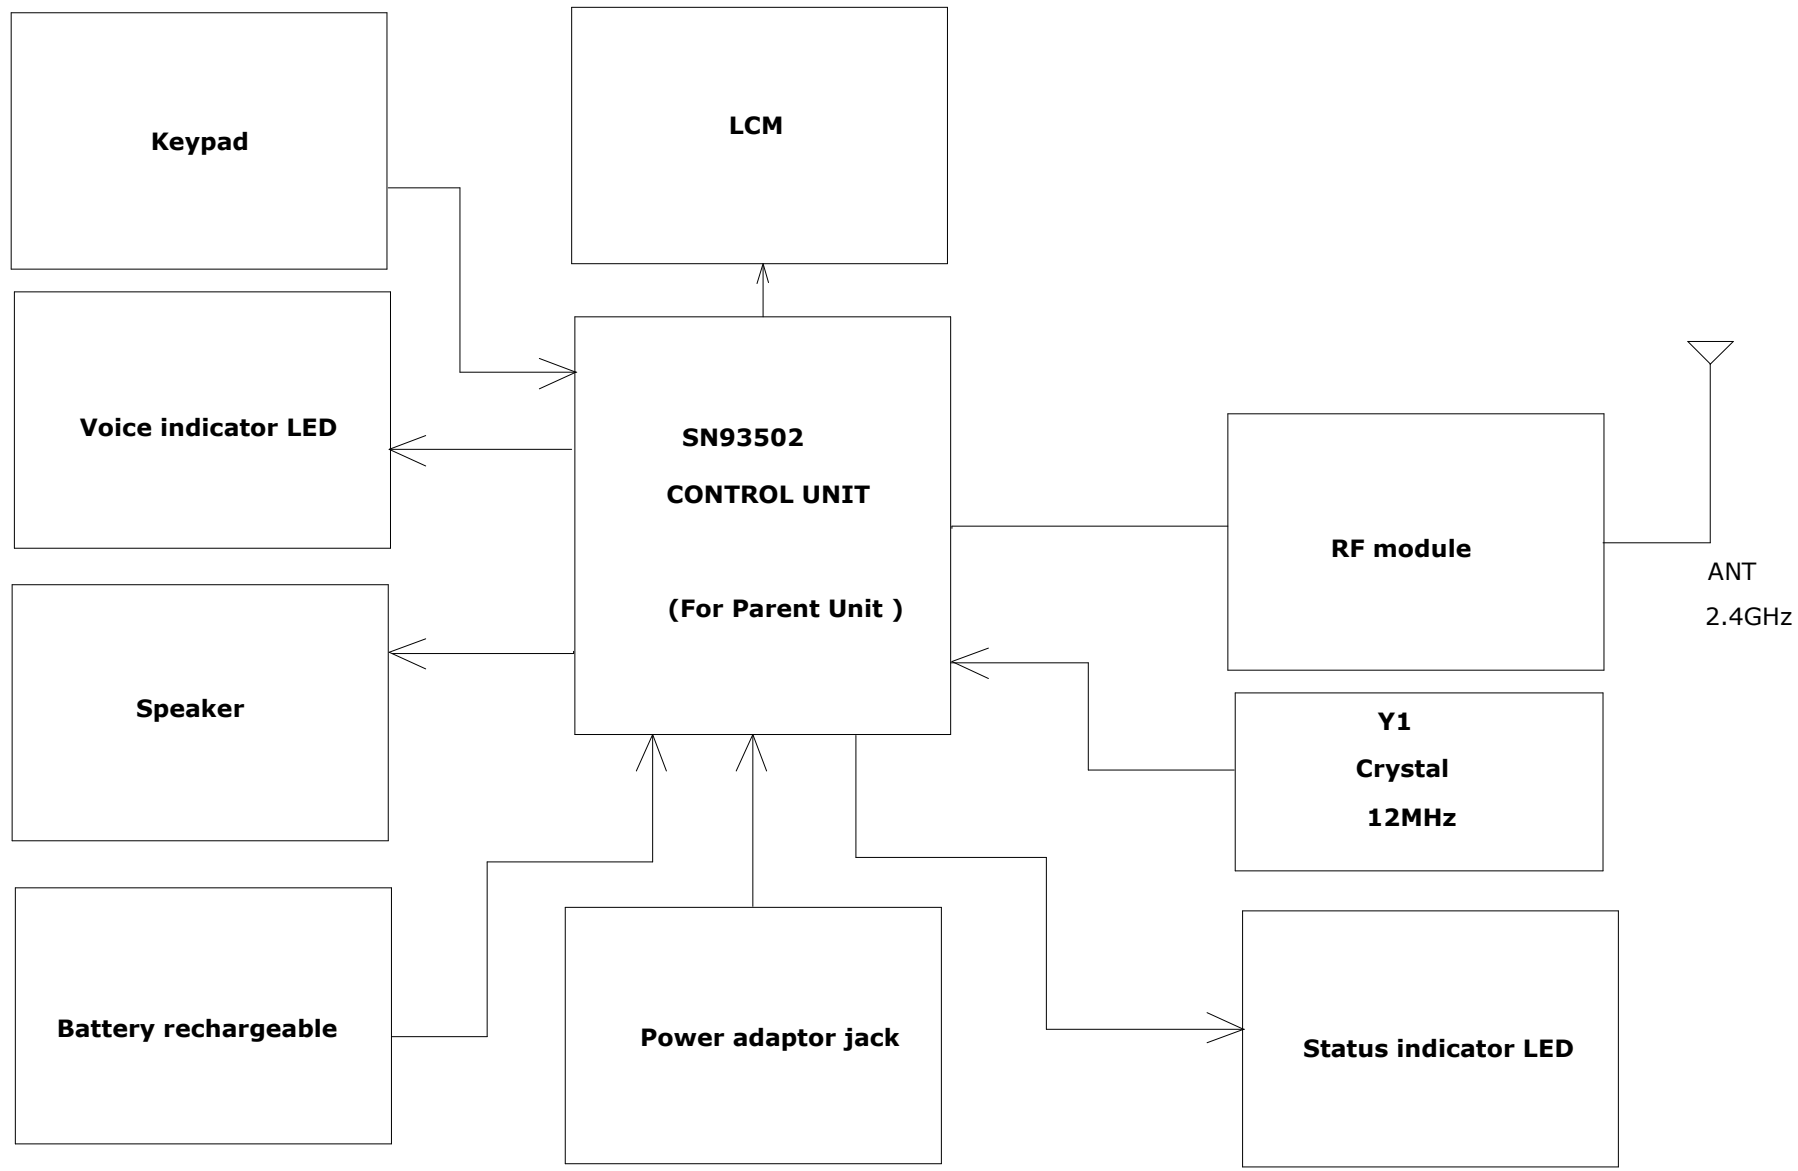 Keypad
LCM
Voice indicator LED
SN93502
CONTROL UNIT
(For Parent Unit )
RF module
ANT
2.4GHz
Speaker
Y1
Crystal
12MHz
Battery rechargeable
Power adaptor jack
Status indicator LED